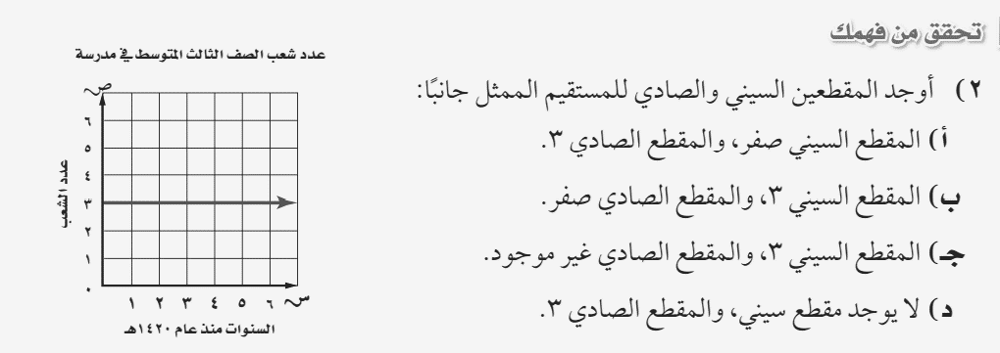 تحقق من فهمك
٢) أوجد المقطعين السيني والصادي للمستقيم الممثل جانبًا:
أ) المقطع السيني صفر، والمقطع الصادي ٣.
ب) المقطع السيني ٣، والمقطع الصادي صفر.
جـ) المقطع السيني ٣، والمقطع الصادي غير موجود.
د) لا يوجد مقطع سيني، والمقطع الصادي ٣.
عدد شعب الصف الثالث المتوسط في مدرسة
ص
٦
٥
٤
٣
٢
١
٠
عدد الشعب
١ ٢ ٣ ٤ ٥ ٦ س
السنوات منذ عام ١٤٢٠هـ